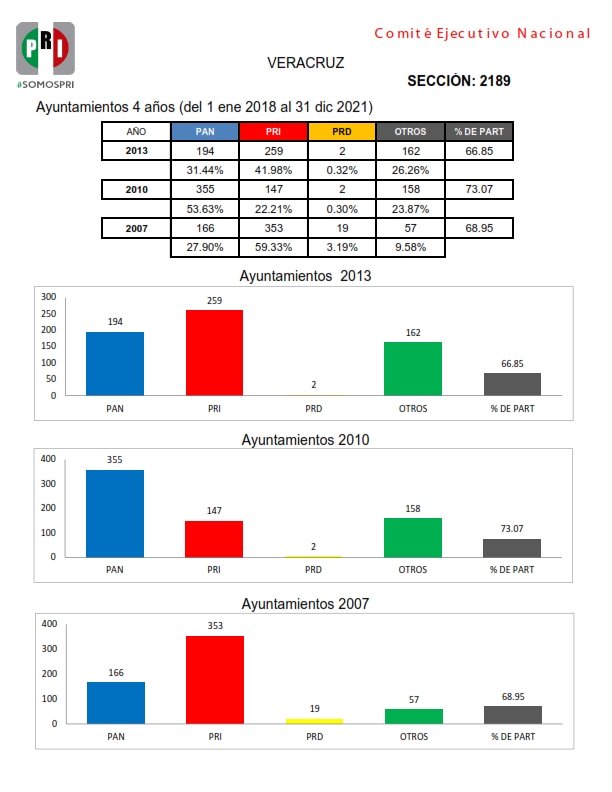 Comité Ejecutivo Nacional
PRI
#SOMOSPRI
VERACRUZ
SECCIÓN: 2189
Ayuntamientos 4 años (del 1 ene 2018 al 31 dic 2021)
AÑO PAN PRI PRD OTROS % DE PART
2013 194 259 2 162 66.85
31.44% 41.98% 0.32% 26.26%
2010 355 147 2 158 73.07
53.63% 22.21% 0.30% 23.87%
2007 166 353 19 57 68.95
27.90% 59.33% 3.19% 9.58%
Ayuntamientos 2013
300
250
200
150
100
50
0
194
259
2
162
66.85
PAN PRI PRD OTROS % DE PART
Ayuntamientos 2010
400
300
200
100
0
355
147
2
158
73.07
PAN PRI PRD OTROS % DE PART
Ayuntamientos 2007
400
300
200
100
0
166
353
19
57
68.95
PAN PRI PRD OTROS % DE PART